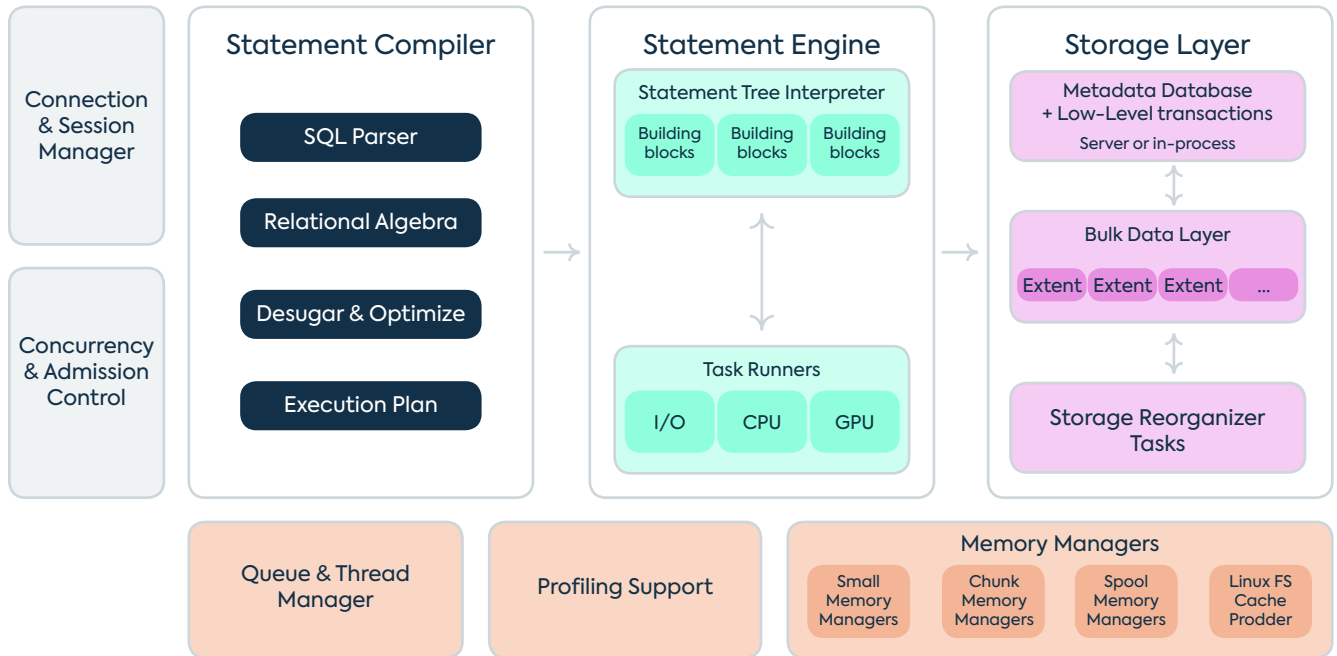 Connection
& Session
Manager
Concurrency
& Admission
Control
Statement Compiler
SQL Parser
Relational Algebra
Desugar & Optimize
Execution Plan
Statement Engine
Statement Tree Interpreter
Building
blocks
Building
blocks
Building
blocks
Task Runners
I/O
CPU
GPU
Storage Layer
Metadata Database
+ Low-Level transactions
Server or in-process
Bulk Data Layer
Extent
Extent
Extent
...
Storage Reorganizer
Tasks
Queue & Thread
Manager
Profiling Support
Memory Managers
Small
Memory
Managers
Chunk
Memory
Managers
Spool
Memory
Managers
Linux FS
Cache
Prodder